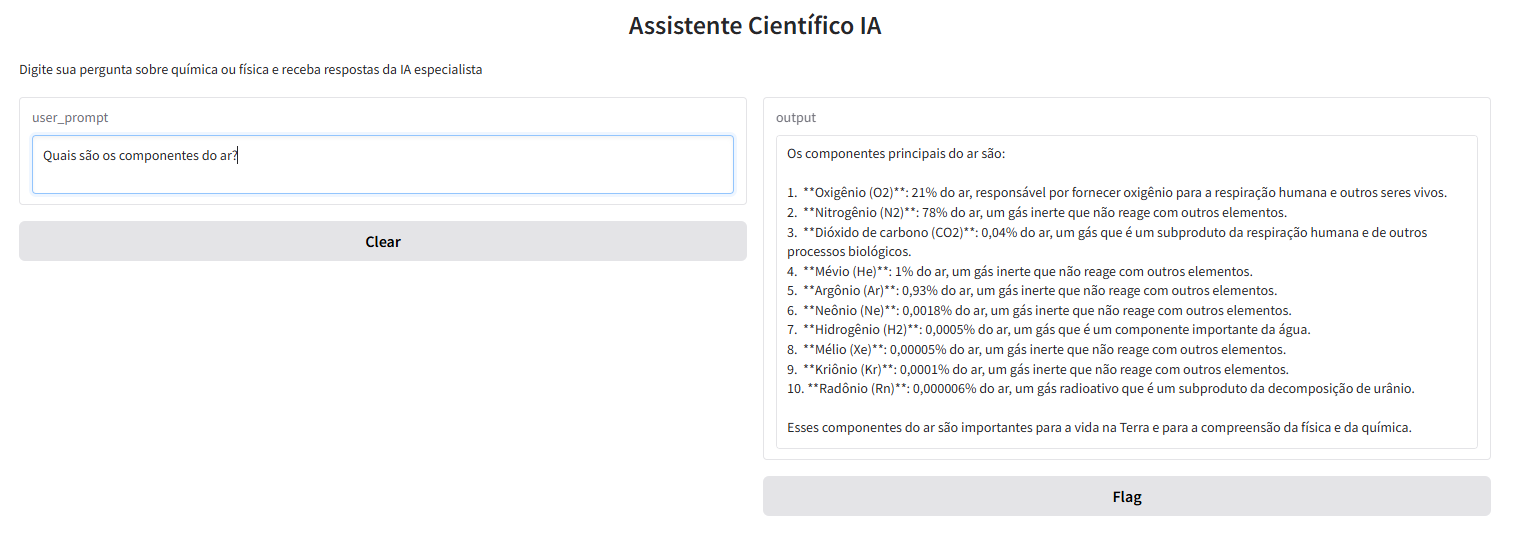 Assistente Científico IA
Digite sua pergunta sobre química ou física e receba respostas da IA especialista
user_prompt
Quais são os componentes do ar?
Clear
output
Os componentes principais do ar são:
1. **Oxigênio (O2)**: 21% do ar, responsável por fornecer oxigênio para a respiração humana e outros seres vivos.
2. **Nitrogênio (N2)**: 78% do ar, um gás inerte que não reage com outros elementos.
3. **Dióxido de carbono (CO2)**: 0,04% do ar, um gás que é um subproduto da respiração humana e de outros
processos biológicos.
4. **Mévio (He)**: 1% do ar, um gás inerte que não reage com outros elementos.
5. **Argônio (Ar)**: 0,93% do ar, um gás inerte que não reage com outros elementos.
6. **Neônio (Ne)**: 0,0018% do ar, um gás inerte que não reage com outros elementos.
7. **Hidrogênio (H2)**: 0,0005% do ar, um gás que é um componente importante da água.
8. **Mélio (Xe)**: 0,00005% do ar, um gás inerte que não reage com outros elementos.
9. **Kriônio (Kr)**: 0,0001% do ar, um gás inerte que não reage com outros elementos.
10. **Radônio (Rn)**: 0,000006% do ar, um gás radioativo que é um subproduto da decomposição de urânio.
Esses componentes do ar são importantes para a vida na Terra e para a compreensão da física e da química.
Flag